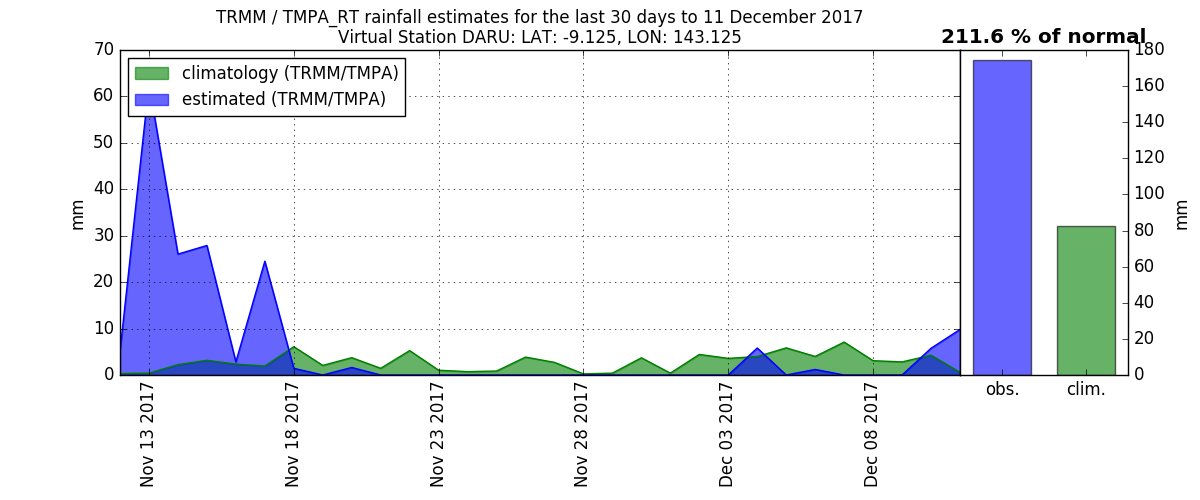 TRMM / TMPA_RT rainfall estimates for the last 30 days to 11 December 2017
Virtual Station DARU: LAT: -9.125, LON: 143.125
211.6 % of normal
climatology (TRMM/TMPA)
estimated (TRMM/TMPA)
70
60
50
40
30
20
10
0
mm
Nov 13 2017
Nov 18 2017
Nov 23 2017
Nov 28 2017
Dec 03 2017
Dec 08 2017
180
160
140
120
100
80
60
40
20
0
mm
obs.
clim.